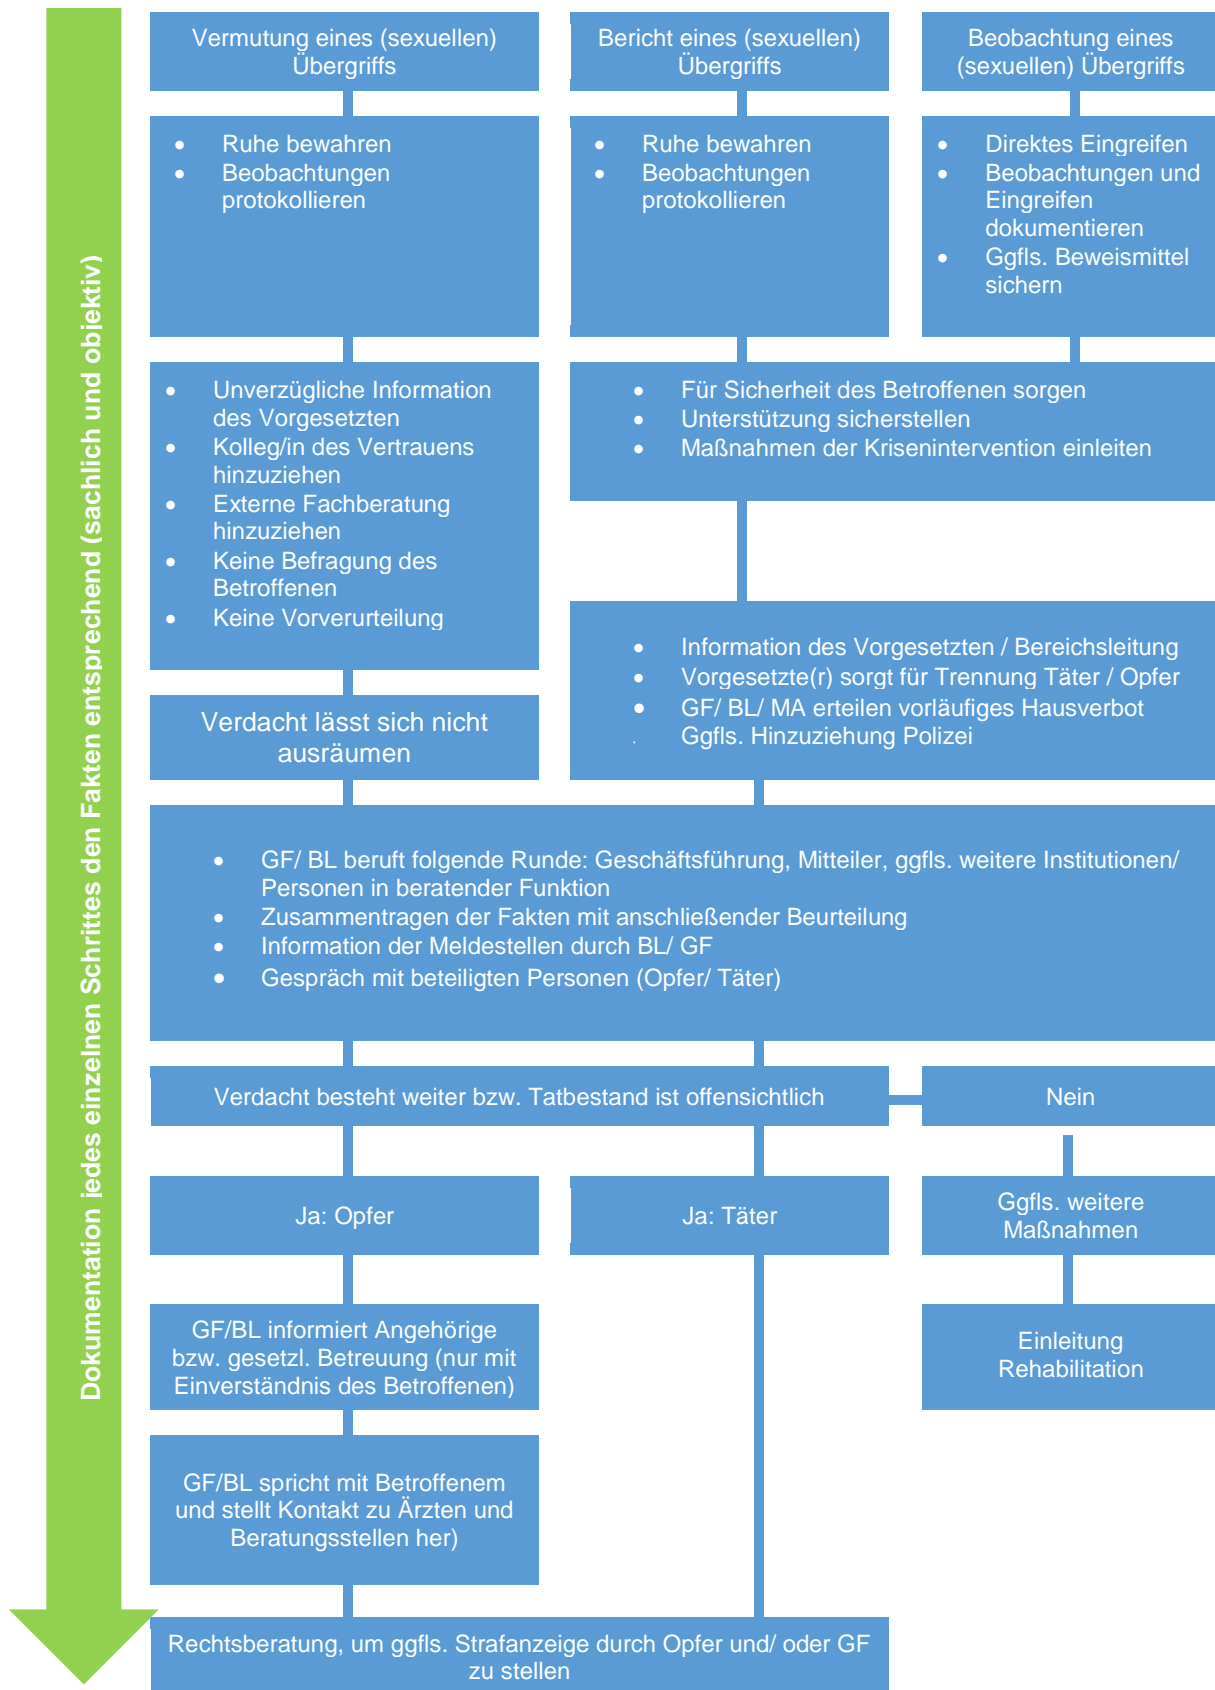 Dokumentation jedes einzelnen Schrittes den Fakten entsprechend (sachlich und objektiv)
Vermutung eines (sexuellen)
Übergriffs
Bericht eines (sexuellen)
Übergriffs
Beobachtung eines
(sexuellen) Übergriffs
• Ruhe bewahren
• Beobachtungen
protokollieren
• Ruhe bewahren
• Beobachtungen
protokollieren
• Direktes Eingreifen
• Beobachtungen und
Eingreifen
dokumentieren
• Ggfls. Beweismittel
sichern
• Unverzügliche Information
des Vorgesetzten
• Kolleg/in des Vertrauens
hinzuziehen
• Externe Fachberatung
hinzuziehen
• Keine Befragung des
Betroffenen
• Keine Vorverurteilung
• Für Sicherheit des Betroffenen sorgen
• Unterstützung sicherstellen
• Maßnahmen der Krisenintervention einleiten
• Information des Vorgesetzten / Bereichsleitung
• Vorgesetzte(r) sorgt für Trennung Täter / Opfer
• GF/ BL/ MA erteilen vorläufiges Hausverbot
. Ggfls. Hinzuziehung Polizei
Verdacht lässt sich nicht
ausräumen
• GF/ BL beruft folgende Runde: Geschäftsführung, Mitteiler, ggfls. weitere Institutionen/
Personen in beratender Funktion
• Zusammentragen der Fakten mit anschließender Beurteilung
• Information der Meldestellen durch BL/ GF
• Gespräch mit beteiligten Personen (Opfer/ Täter)
Verdacht besteht weiter bzw. Tatbestand ist offensichtlich
Nein
Ja: Opfer
Ja: Täter
Ggfls. weitere
Maßnahmen
GF/BL informiert Angehörige
bzw. gesetzl. Betreuung (nur mit
Einverständnis des Betroffenen)
Einleitung
Rehabilitation
GF/BL spricht mit Betroffenem
und stellt Kontakt zu Ärzten und
Beratungsstellen her)
Rechtsberatung, um ggfls. Strafanzeige durch Opfer und/ oder GF
zu stellen